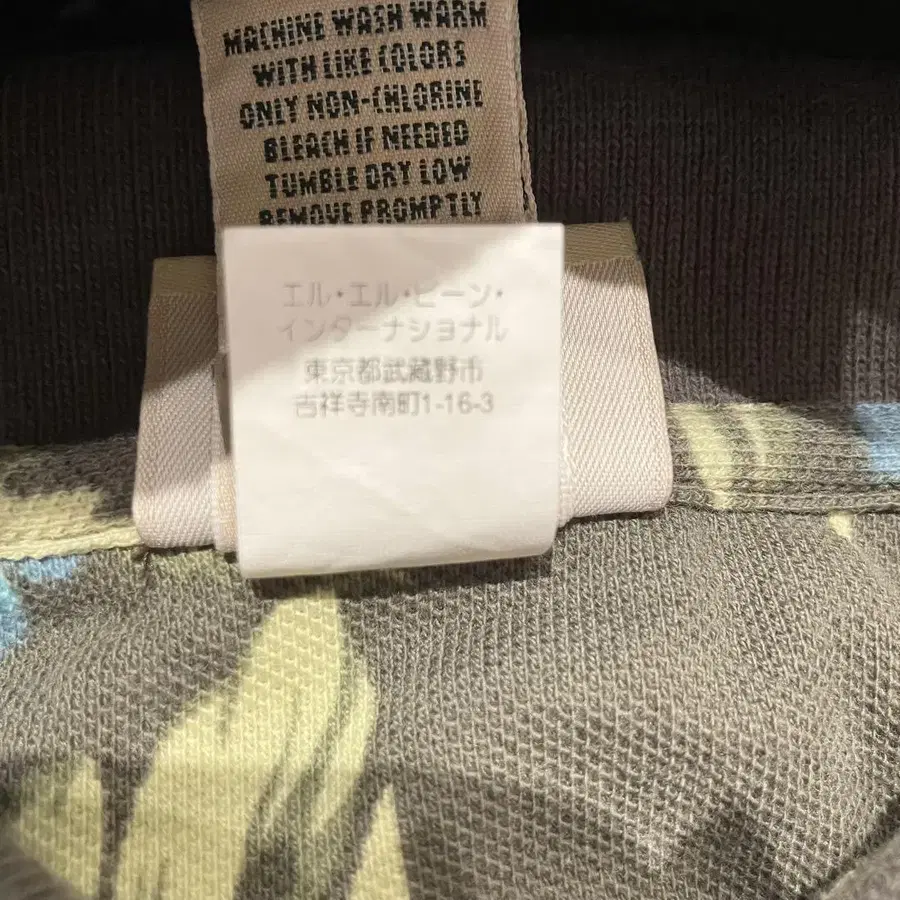 MACHINE WASH WARM
WITH LIKE COLORS
ONLY NON-CHLORINE
BLEACH IF NEEDED
TUMBLE DRY LOW
REMOVE PROMPTLY
エル・エル・ビーン・
インターナショナル
東京都武蔵野市
吉祥寺南町1-16-3